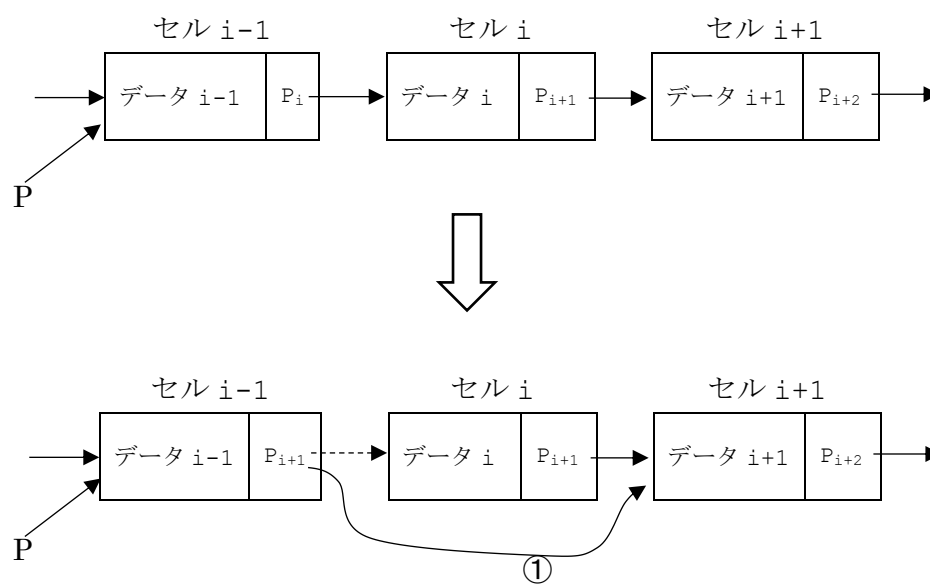 セル i-1 セル i セル i+1
データ i-1 Pi データ i Pi+1 データ i+1 Pi+2
P
セル i-1 セル i セル i+1
データ i-1 Pi+1 データ i Pi+1 データ i+1 Pi+2
P
①